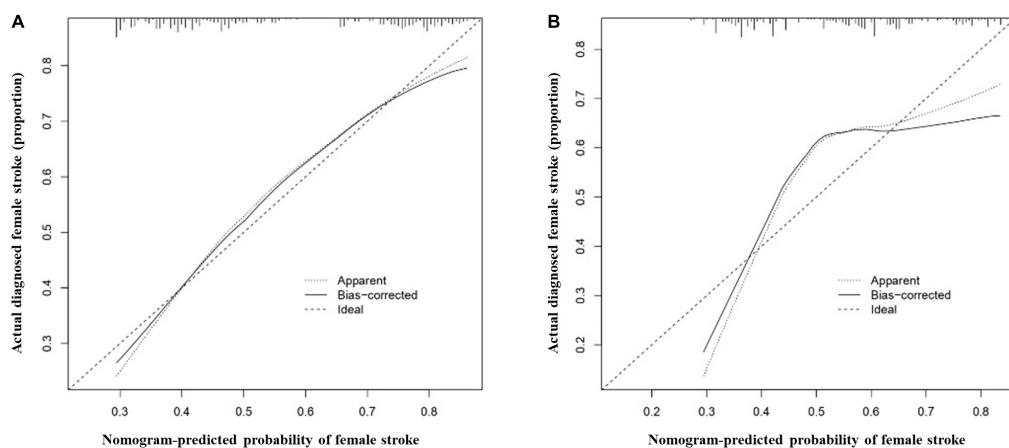 A
Actual diagnosed female stroke (proportion)
0.8
0.7
0.6
0.5
0.4
0.3
Apparent
Bias-corrected
Ideal
0.3 0.4 0.5 0.6 0.7 0.8
Nomogram-predicted probability of female stroke
B
Actual diagnosed female stroke (proportion)
0.8
0.7
0.6
0.5
0.4
0.3
0.2
Apparent
Bias-corrected
Ideal
0.2 0.3 0.4 0.5 0.6 0.7 0.8
Nomogram-predicted probability of female stroke